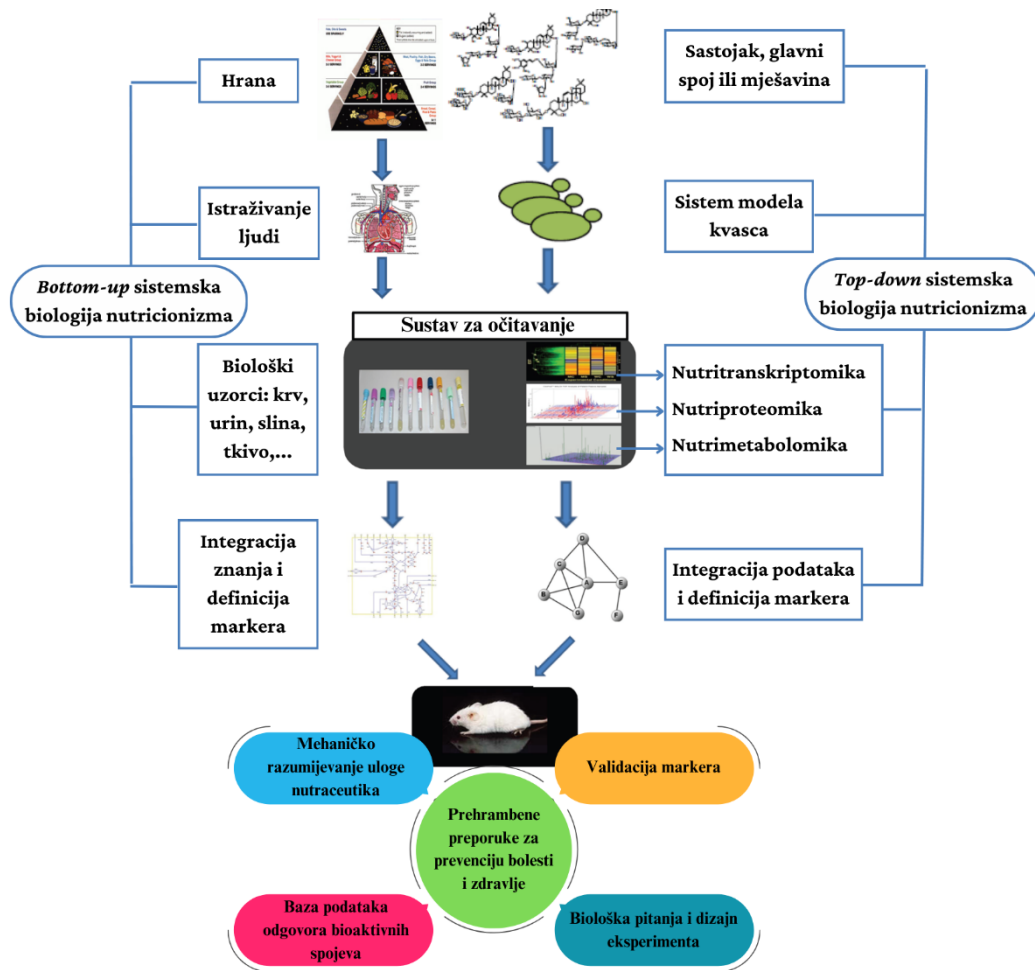 Hrana
Sastojak, glavni
spoj ili mješavina
Istraživanje
ljudi
Sistem modela
kvasca
Bottom-up sistemska
biologija nutricionizma
Top-down sistemska
biologija nutricionizma
Sustav za očitavanje
Biološki
uzorci: krv,
urin, slina,
tkivo,...
Nutritranskriptomika
Nutriproteomika
Nutrimetabolomika
Integracija
znanja i
definicija
markera
D
C
A
E
B
G
F
Integracija podataka
i definicija markera
Mehaničko
razumijevanje uloge
nutraceutika
Validacija markera
Prehrambene
preporuke za
prevenciju bolesti
i zdravlje
Baza podataka
odgovora bioaktivnih
spojeva
Biološka pitanja i dizajn
eksperimenta